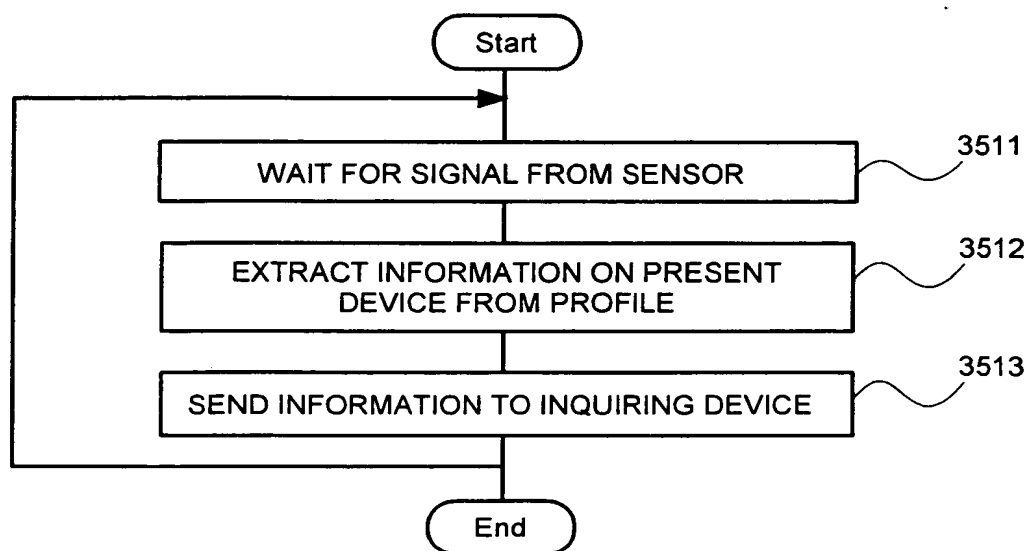 Start
WAIT FOR SIGNAL FROM SENSOR
3511
EXTRACT INFORMATION ON PRESENT
DEVICE FROM PROFILE
3512
SEND INFORMATION TO INQUIRING DEVICE
3513
End